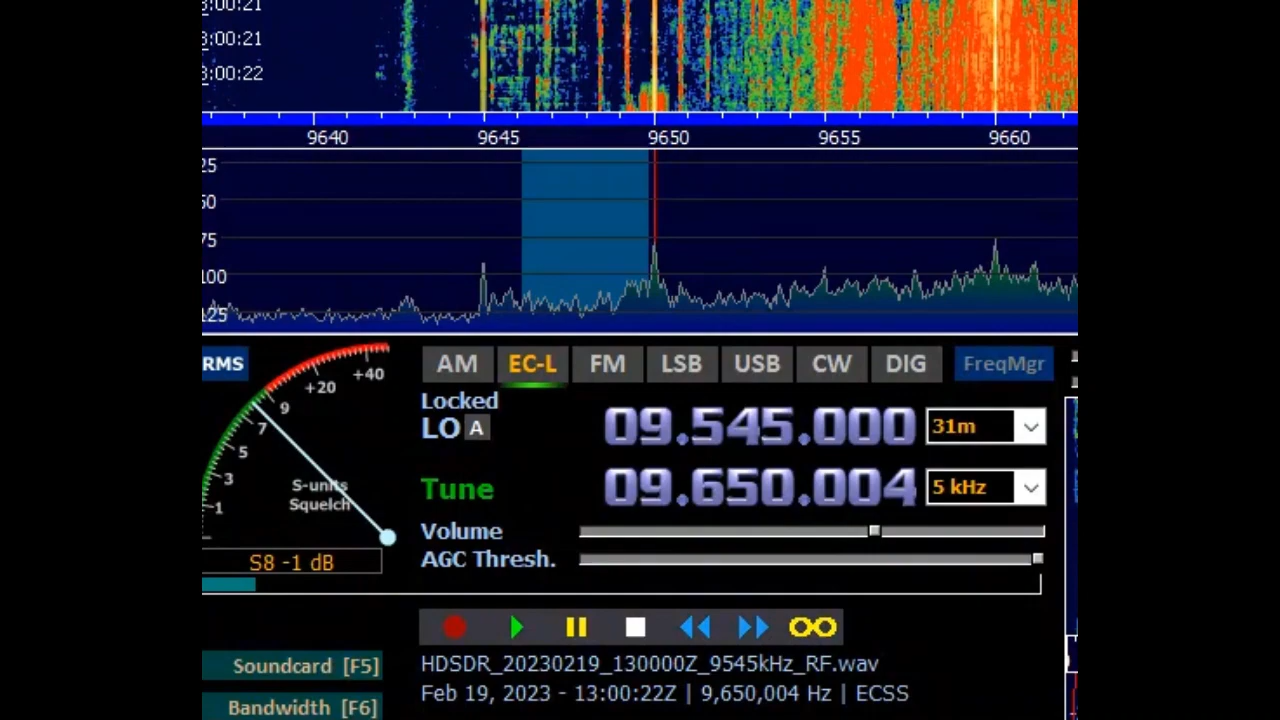 3:00:21
3:00:21
3:00:22
9640 9645 9650 9655 9660
25
50
75
100
125
RMS
AM EC-L FM LSB USB CW DIG FreqMgr
+20 +40
9
7
5
3
1
S-units
Squelch
S8 -1 dB
Locked
LO A 09.545.000 31m
Tune 09.650.004 5 kHz
Volume
AGC Thresh.
HDSDR_20230219_130000Z_9545kHz_RF.wav
Feb 19, 2023 - 13:00:22Z | 9,650,004 Hz | ECSS
Soundcard [F5]
Bandwidth [F6]